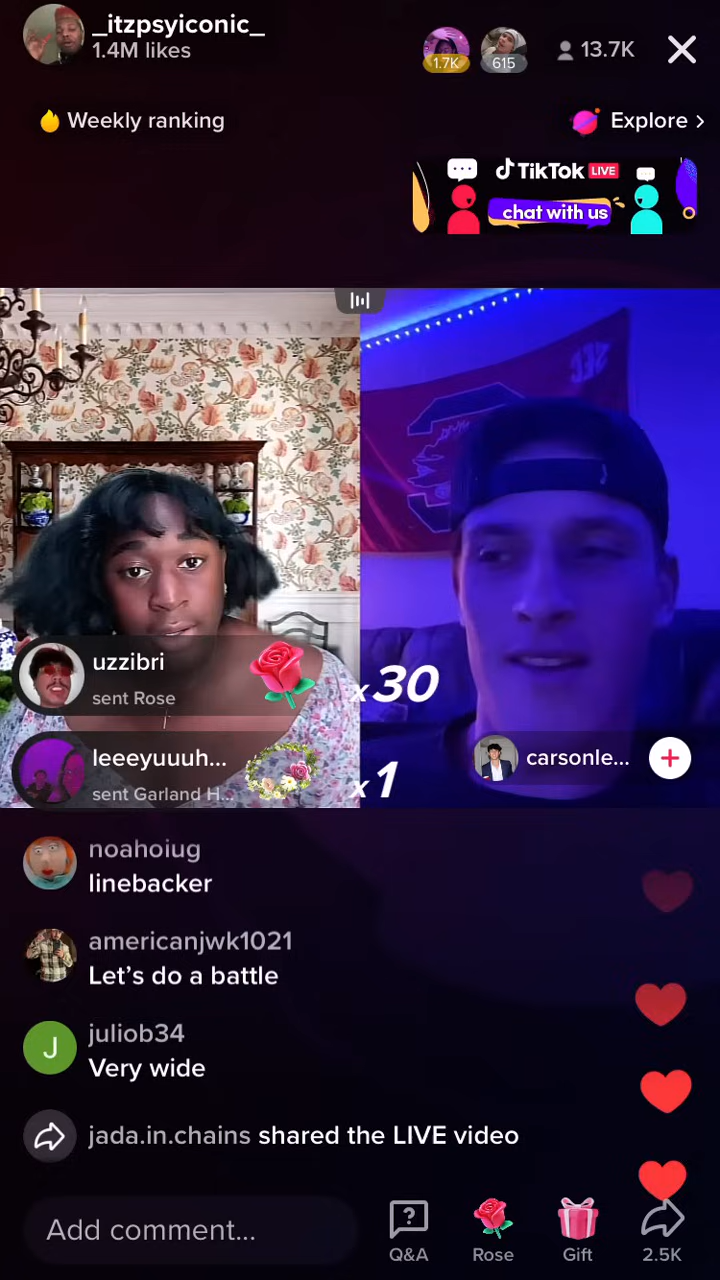 _itzpsyiconic_
1.4M likes
1.7K
615
13.7K
Weekly ranking
Explore >
TikTok LIVE
chat with us
SEC
uzzibri
sent Rose
x30
leeeyuuuh...
sent Garland H...
x1
carsonle...
noahoiug
linebacker
americanjwk1021
Let's do a battle
J
juliob34
Very wide
jada.in.chains shared the LIVE video
Add comment...
Q&A
Rose
Gift
2.5K